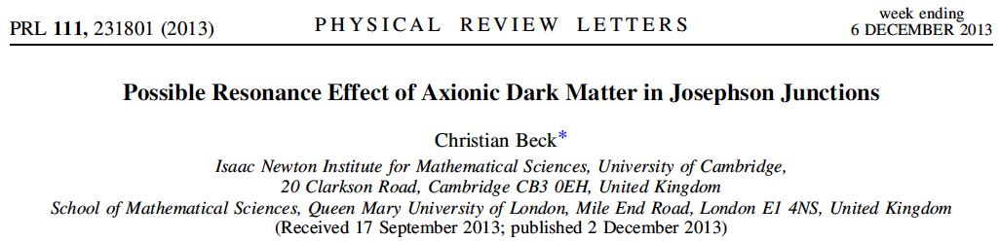 PRL 111, 231801 (2013)
PHYSICAL REVIEW LETTERS
week ending
6 DECEMBER 2013
Possible Resonance Effect of Axionic Dark Matter in Josephson Junctions
Christian Beck*
Isaac Newton Institute for Mathematical Sciences, University of Cambridge,
20 Clarkson Road, Cambridge CB3 0EH, United Kingdom
School of Mathematical Sciences, Queen Mary University of London, Mile End Road, London E1 4NS, United Kingdom
(Received 17 September 2013; published 2 December 2013)